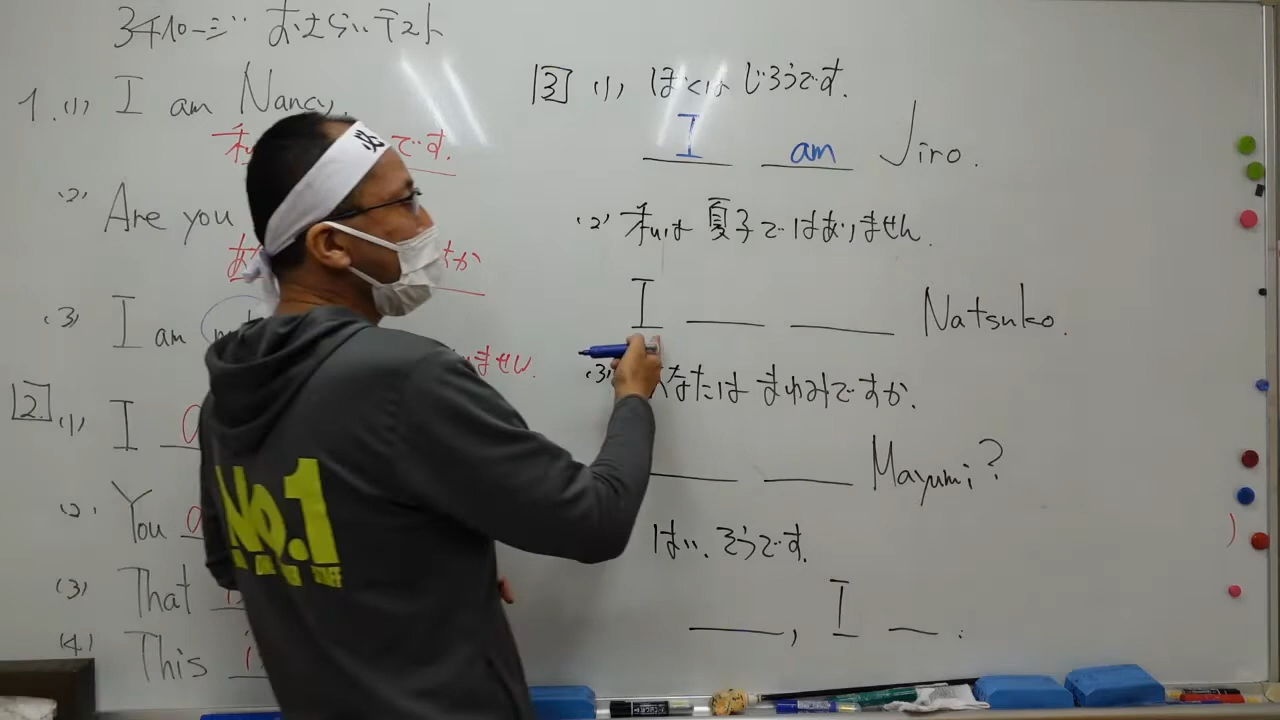 34ページ おさらいテスト
1.(1) I am Nancy.
私 です.
(2) Are you
か
(3) I am
ません.
2.(1) I
(2) You
(3) That
(4) This
3 (1) ぼくは じろうです.
I am Jiro.
(2) 私は 夏子ではありません.
I Natsuko.
(3) なたは まゆみですか.
Mayumi?
はい、そうです.
, I .
必
No.1